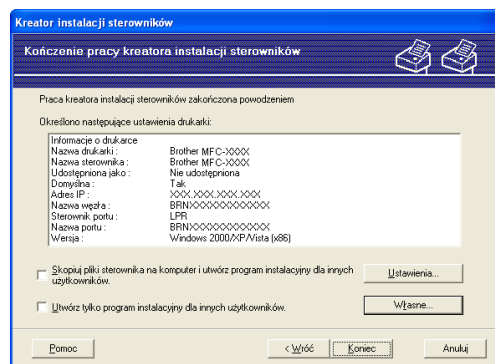 Kreator instalacji sterowników
Kończenie pracy kreatora instalacji sterowników
Praca kreatora instalacji sterowników zakończona powodzeniem
Określono następujące ustawienia drukarki:
Informacje o drukarce
Nazwa drukarki : Brother MFC-XXXX
Nazwa sterownika : Brother MFC-XXXX
Udostępniona jako : Nie udostępniona
Domyślna : Tak
Adres IP : XXX.XXX.XXX.XXX
Nazwa węzła : BRNXXXXXXXXXXXX
Sterownik portu : LPR
Nazwa portu : BRNXXXXXXXXXXXX
Wersja : Windows 2000/XP/Vista (x86)
Skopiuj pliki sterownika na komputer i utwórz program instalacyjny dla innych
użytkowników.
Ustawienia...
Utwórz tylko program instalacyjny dla innych użytkowników.
Własne...
Pomoc
< Wróć
Koniec
Anuluj